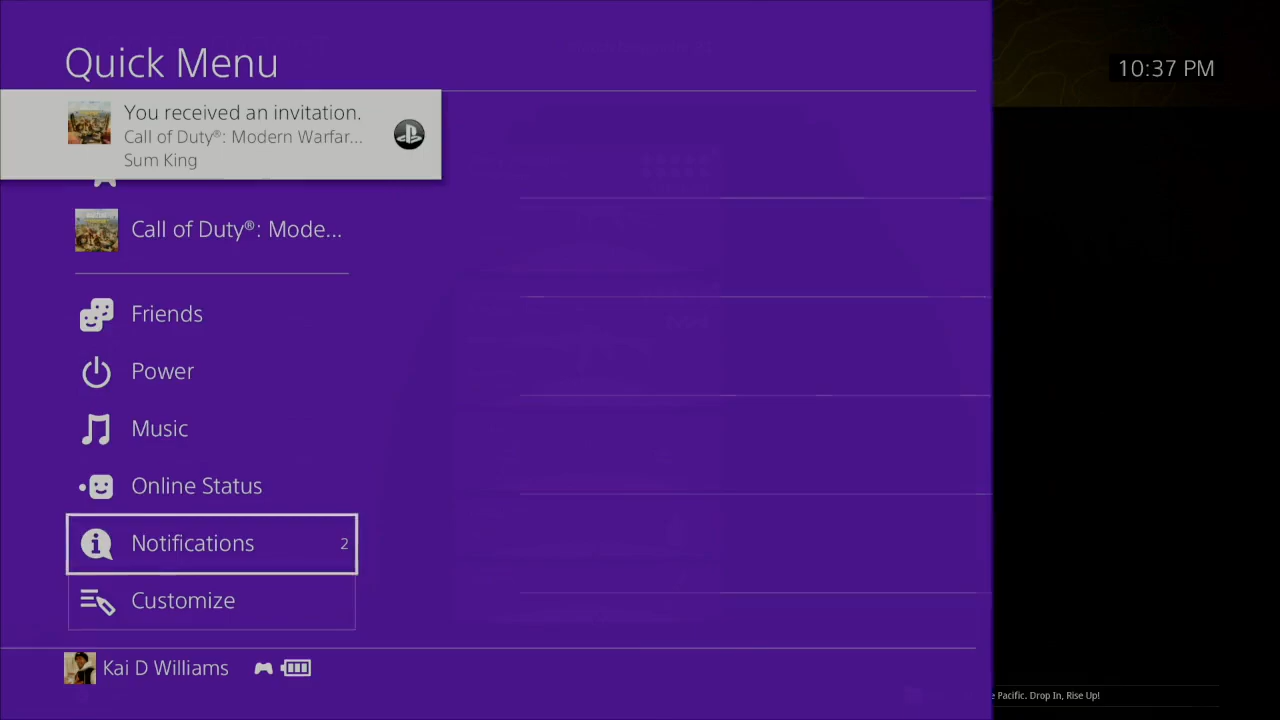 Quick Menu
10:37 PM
You received an invitation.
Call of Duty®: Modern Warfar...
Sum King
Call of Duty®: Mode...
Friends
Power
Music
Online Status
Notifications 2
Customize
Kai D Williams
Pacific. Drop In, Rise Up!